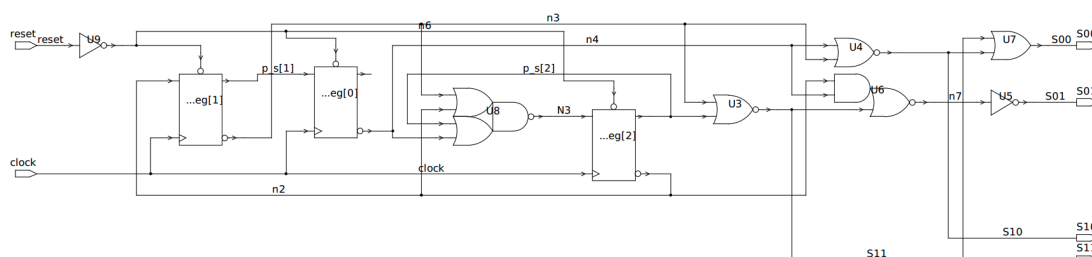 n3
n6
reset
reset
U9
n4
U4
U7
S00
S00
p_s[1]
p_s[2]
...eg[1]
...eg[0]
U8
N3
U3
U6
n7
U5
S01
...eg[2]
clock
clock
n2
S10
S11